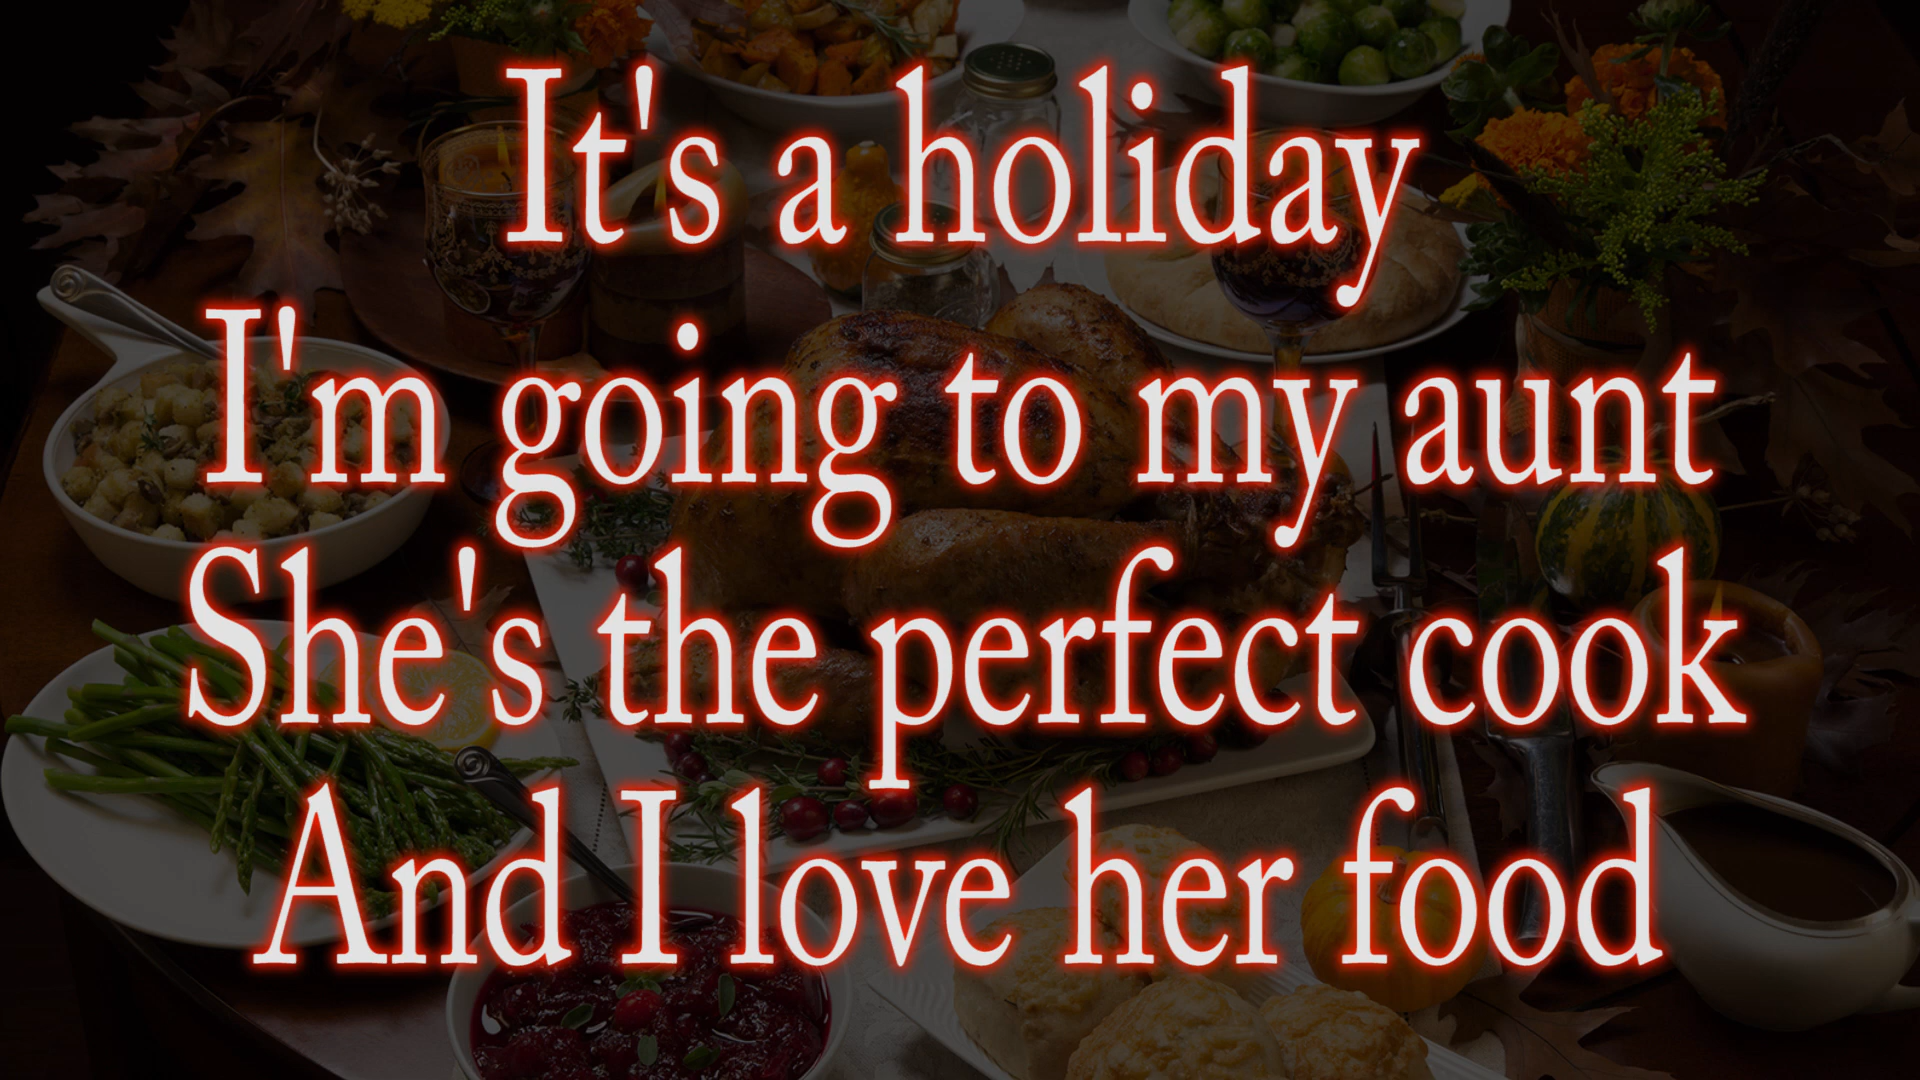 It's a holiday
I'm going to my aunt
She's the perfect cook
And I love her food